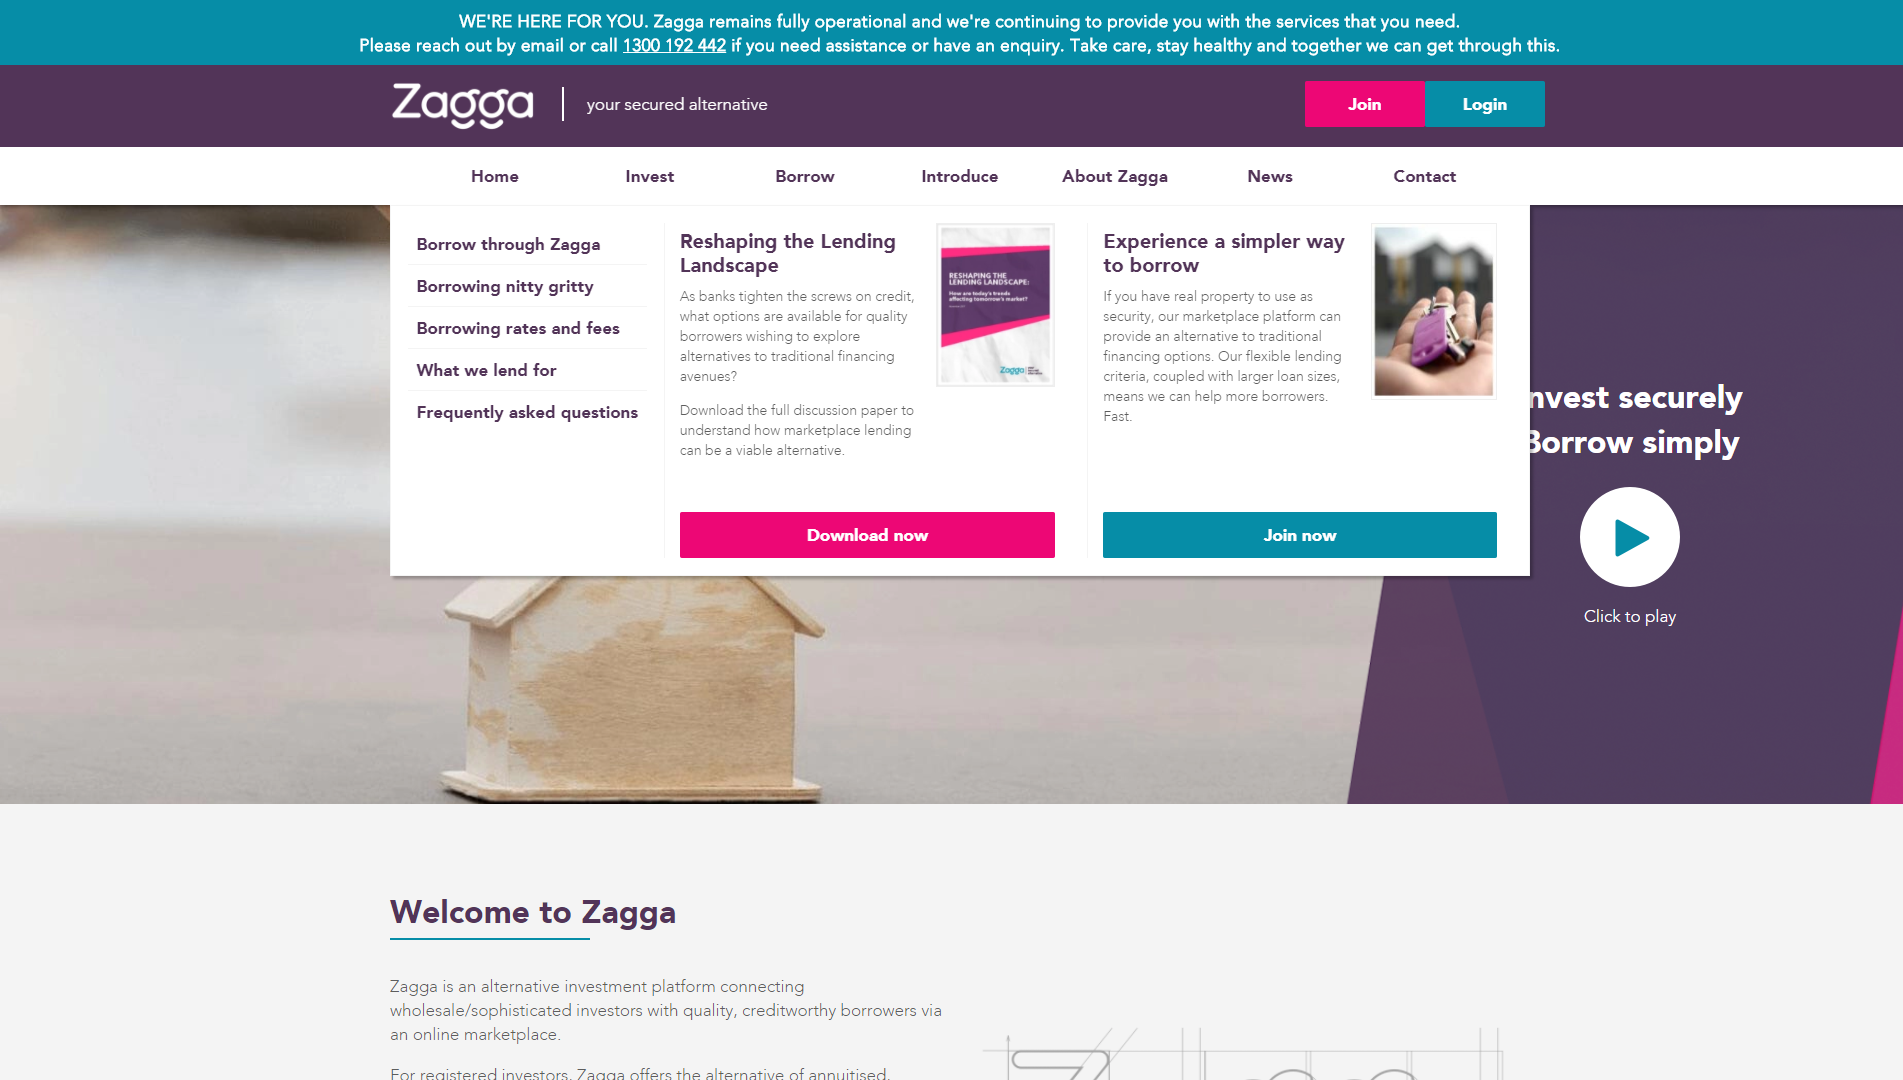 WE'RE HERE FOR YOU. Zagga remains fully operational and we're continuing to provide you with the services that you need.
Please reach out by email or call 1300 192 442 if you need assistance or have an enquiry. Take care, stay healthy and together we can get through this.
Zagga
your secured alternative
Join
Login
Home
Invest
Borrow
Introduce
About Zagga
News
Contact
Borrow through Zagga
Borrowing nitty gritty
Borrowing rates and fees
What we lend for
Frequently asked questions
Reshaping the Lending
Landscape
As banks tighten the screws on credit,
what options are available for quality
borrowers wishing to explore
alternatives to traditional financing
avenues?
Download the full discussion paper to
understand how marketplace lending
can be a viable alternative.
RESHAPING THE
LENDING LANDSCAPE:
How are today's trends
affecting tomorrow's market?
Zagga
Download now
Experience a simpler way
to borrow
If you have real property to use as
security, our marketplace platform can
provide an alternative to traditional
financing options. Our flexible lending
criteria, coupled with larger loan sizes,
means we can help more borrowers.
Fast.
Join now
nvest securely
Borrow simply
Click to play
Welcome to Zagga
Zagga is an alternative investment platform connecting
wholesale/sophisticated investors with quality, creditworthy borrowers via
an online marketplace.
For registered investors, Zagga offers the alternative of annuitised,